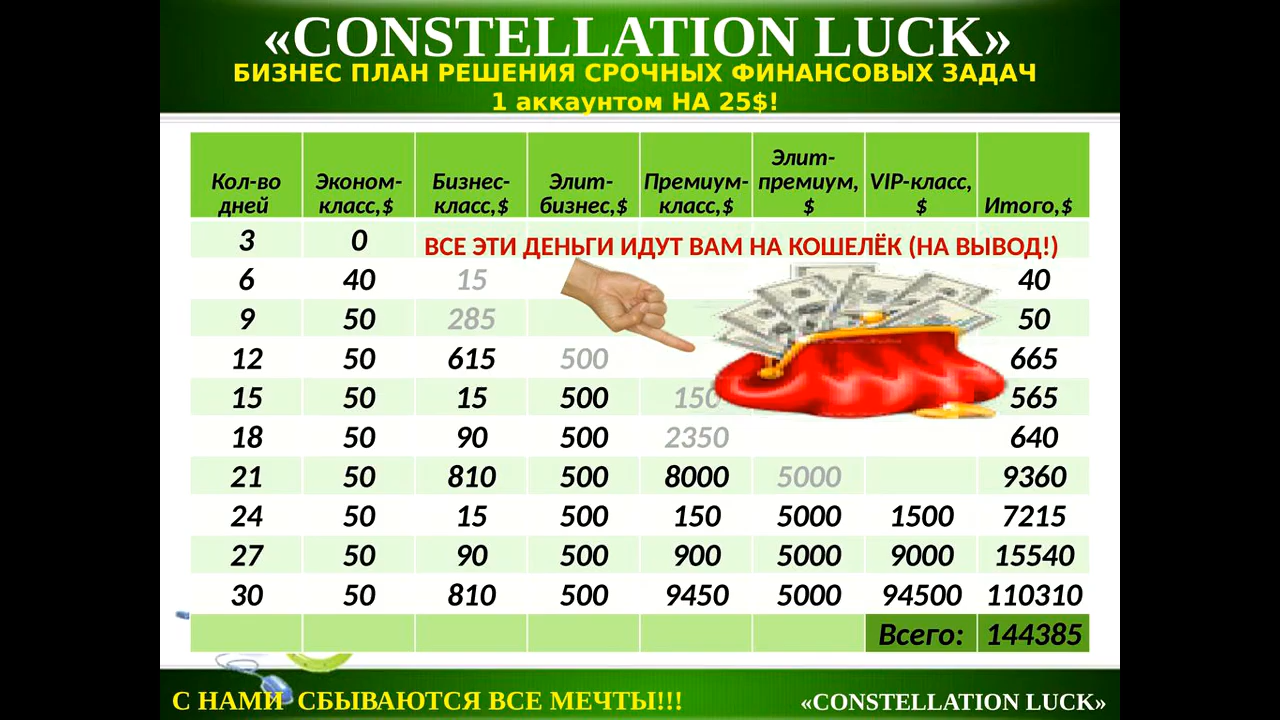 «CONSTELLATION LUCK»
БИЗНЕС ПЛАН РЕШЕНИЯ СРОЧНЫХ ФИНАНСОВЫХ ЗАДАЧ
1 аккаунтом НА 25$!
Кол-во дней Эконом-класс,$ Бизнес-класс,$ Элит-бизнес,$ Премиум-класс,$ Элит-премиум,$ VIP-класс,$ Итого,$
3 0 ВСЕ ЭТИ ДЕНЬГИ ИДУТ ВАМ НА КОШЕЛЁК (НА ВЫВОД!)
6 40 15 40
9 50 285 50
12 50 615 500 665
15 50 15 500 150 565
18 50 90 500 2350 640
21 50 810 500 8000 5000 9360
24 50 15 500 150 5000 1500 7215
27 50 90 500 900 5000 9000 15540
30 50 810 500 9450 5000 94500 110310
Всего: 144385
С НАМИ СБЫВАЮТСЯ ВСЕ МЕЧТЫ!!! «CONSTELLATION LUCK»